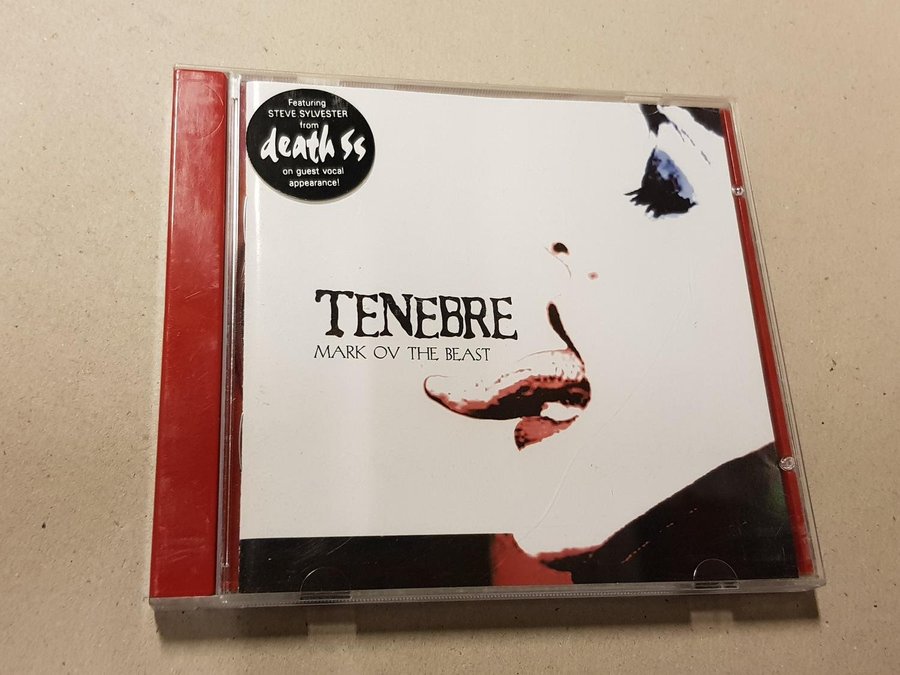 Featuring
STEVE SYLVESTER
from
death ss
on guest vocal
appearance!
TENEBRE
MARK OV THE BEAST